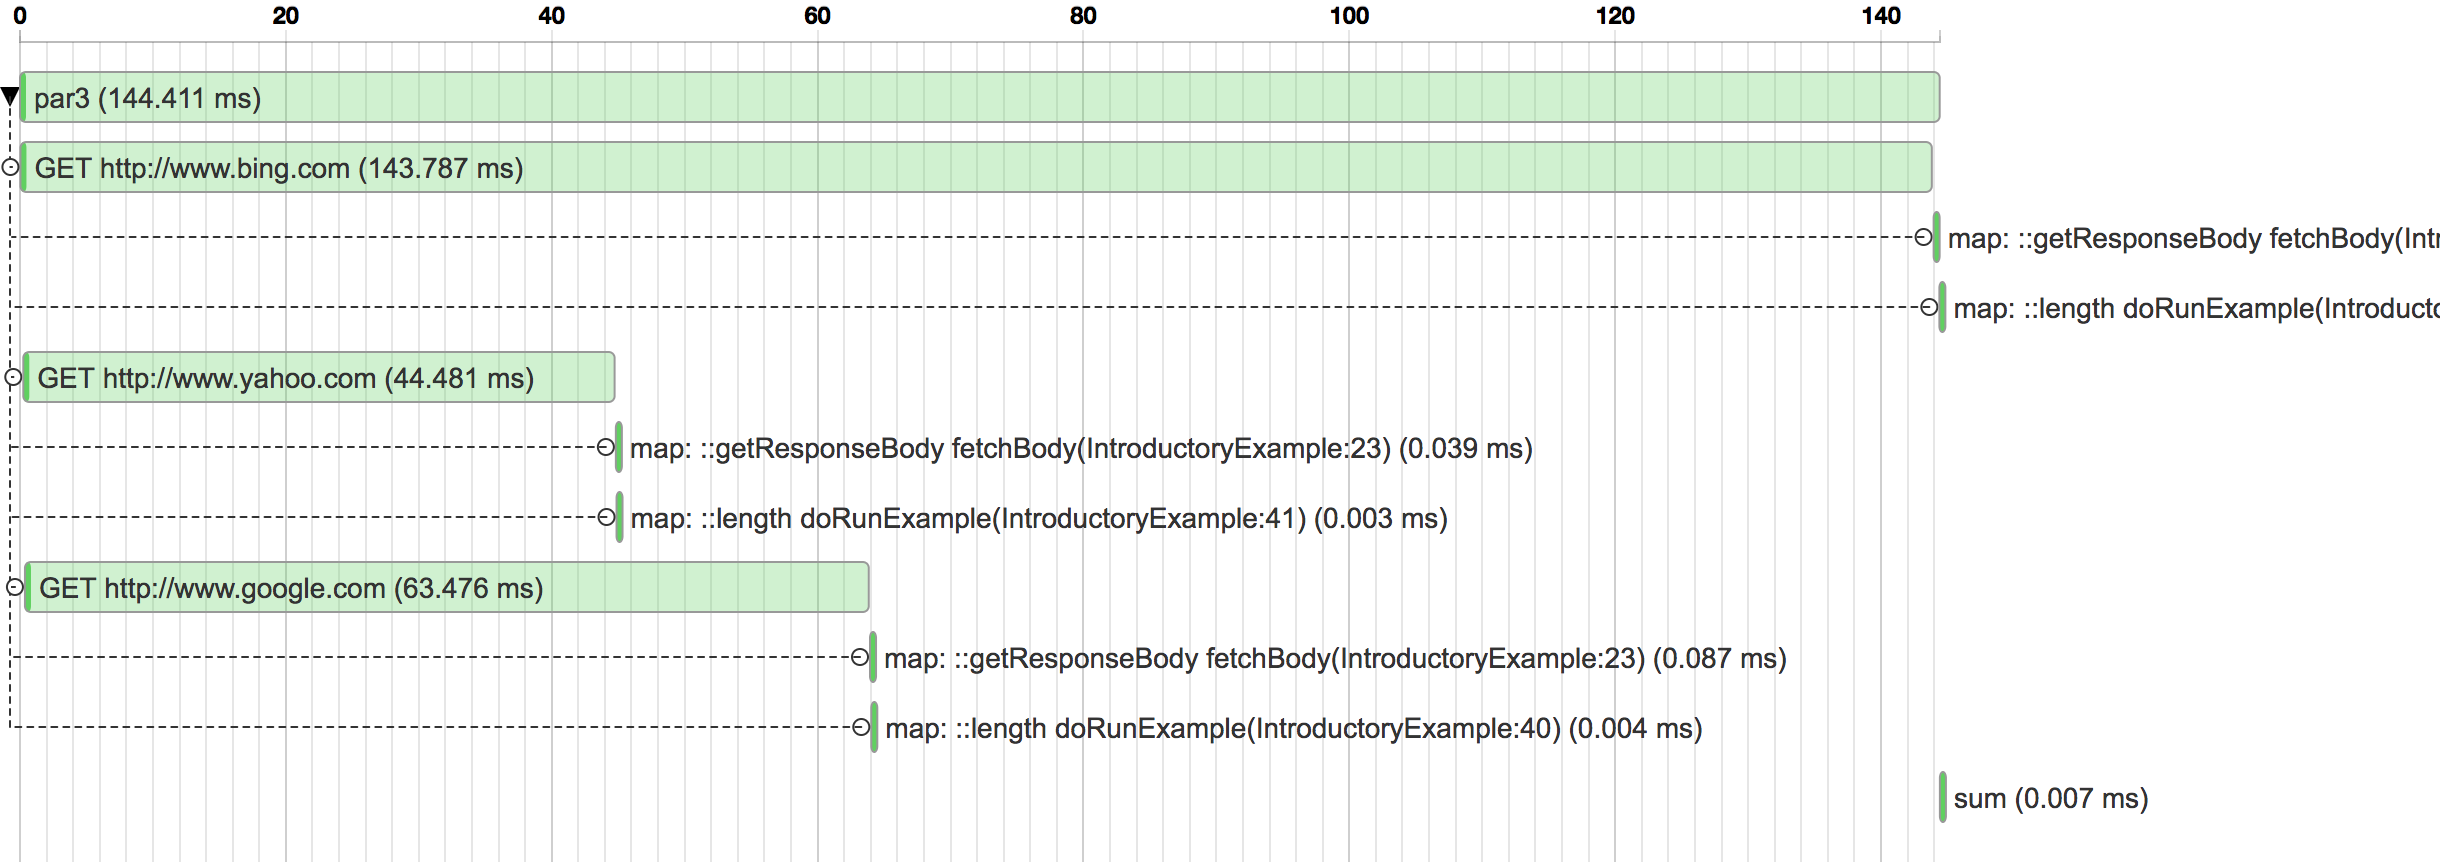 0 20 40 60 80 100 120 140
par3 (144.411 ms)
GET http://www.bing.com (143.787 ms)
map: ::getResponseBody fetchBody(Intr
map: ::length doRunExample(Introducto
GET http://www.yahoo.com (44.481 ms)
map: ::getResponseBody fetchBody(IntroductoryExample:23) (0.039 ms)
map: ::length doRunExample(IntroductoryExample:41) (0.003 ms)
GET http://www.google.com (63.476 ms)
map: ::getResponseBody fetchBody(IntroductoryExample:23) (0.087 ms)
map: ::length doRunExample(IntroductoryExample:40) (0.004 ms)
sum (0.007 ms)